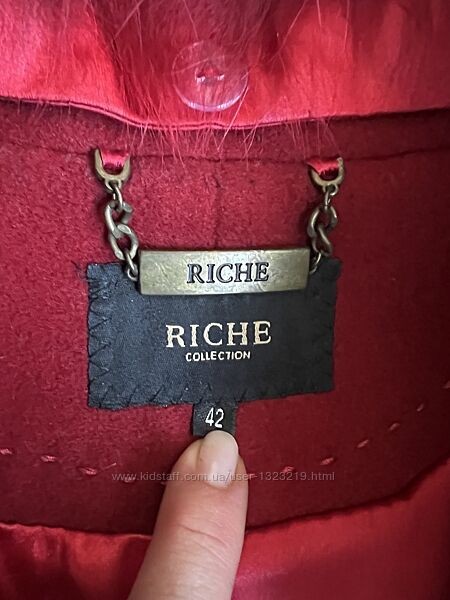 RICHE
RICHE
COLLECTION
42
www.kidstaff.com.ua/user-1323219.html